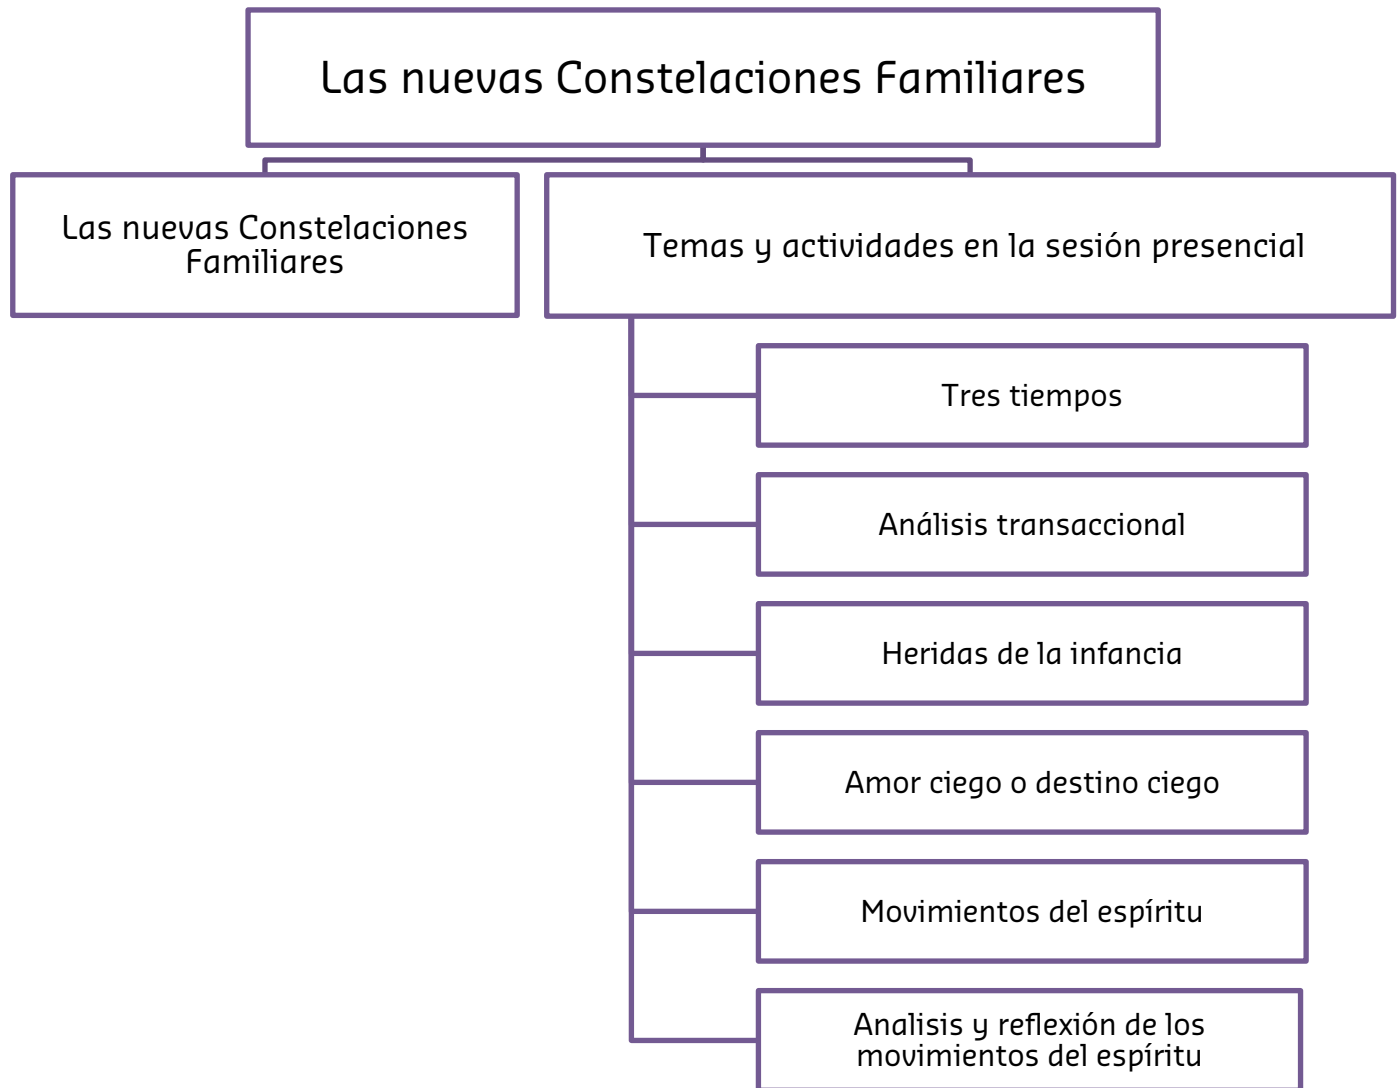 Las nuevas Constelaciones Familiares
Las nuevas Constelaciones
Familiares
Temas y actividades en la sesión presencial
Tres tiempos
Análisis transaccional
Heridas de la infancia
Amor ciego o destino ciego
Movimientos del espíritu
Analisis y reflexión de los
movimientos del espíritu